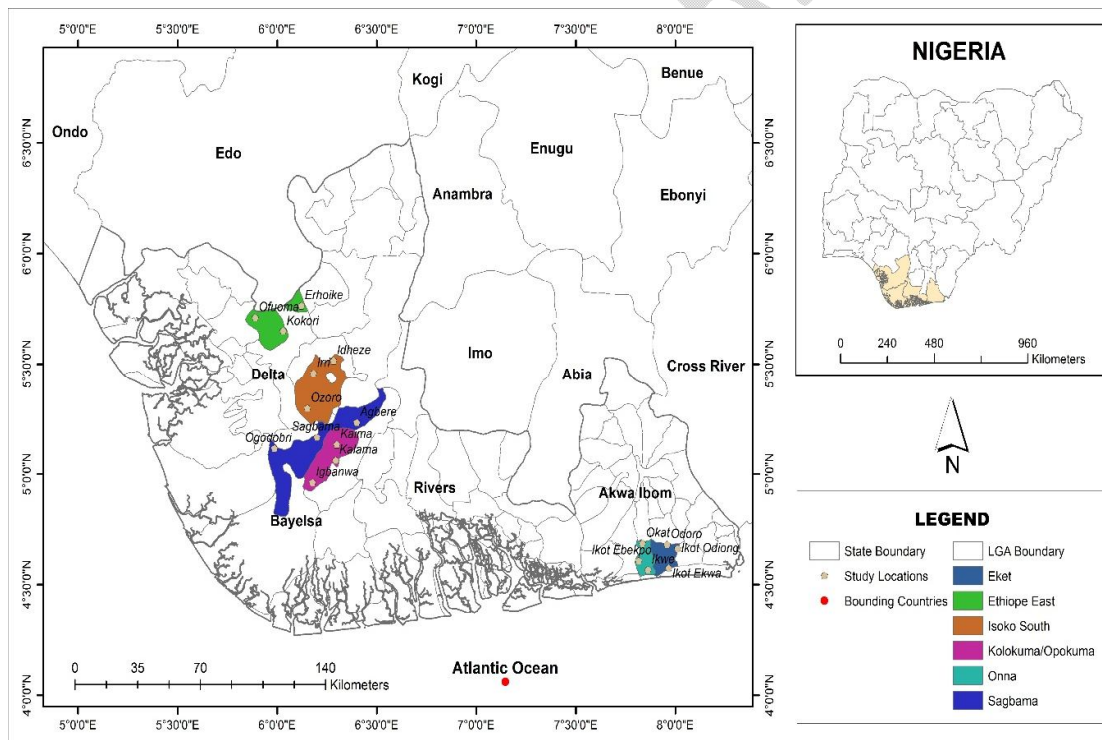 5°0'0"E 5°30'0"E 6°0'0"E 6°30'0"E 7°0'0"E 7°30'0"E 8°0'0"E
6°30'0"N
6°0'0"N
5°30'0"N
5°0'0"N
4°30'0"N
4°0'0"N
Kogi
Benue
Ondo
Edo
Enugu
Anambra
Ebonyi
Erhoike
Ofuoma
Kokori
Imo
Idheze
Irri
Delta
Abia
Cross River
Ozoro
Agbere
Sagbama
Kaima
Ogodobri
Kalama
Igbanwa
Rivers
Akwa Ibom
Bayelsa
Okat Odoro
Ikot Ebekpo
Ikot Odiong
Ikwe
Ikot Ekwa
0 35 70 140
Kilometers
Atlantic Ocean
6°30'0"N
6°0'0"N
5°30'0"N
5°0'0"N
4°30'0"N
4°0'0"N
5°0'0"E 5°30'0"E 6°0'0"E 6°30'0"E 7°0'0"E 7°30'0"E 8°0'0"E
NIGERIA
0 240 480 960
Kilometers
N
LEGEND
State Boundary
Study Locations
Bounding Countries
LGA Boundary
Eket
Ethiope East
Isoko South
Kolokuma/Opokuma
Onna
Sagbama